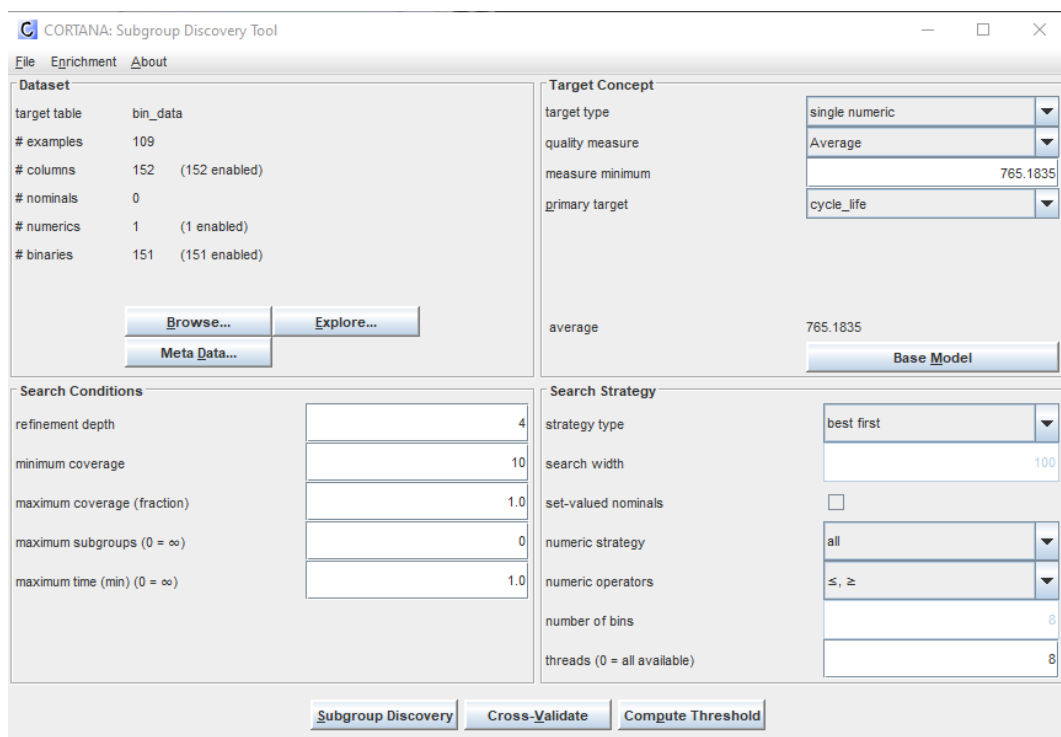 CORTANA: Subgroup Discovery Tool
File Enrichment About
Dataset
target table bin_data
# examples 109
# columns 152 (152 enabled)
# nominals 0
# numerics 1 (1 enabled)
# binaries 151 (151 enabled)
Browse... Explore...
Meta Data...
Target Concept
target type single numeric
quality measure Average
measure minimum 765.1835
primary target cycle_life
average 765.1835
Base Model
Search Conditions
refinement depth 4
minimum coverage 10
maximum coverage (fraction) 1.0
maximum subgroups (0 = ∞) 0
maximum time (min) (0 = ∞) 1.0
Search Strategy
strategy type best first
search width 100
set-valued nominals
numeric strategy all
numeric operators ≤, ≥
number of bins 8
threads (0 = all available) 8
Subgroup Discovery Cross-Validate Compute Threshold